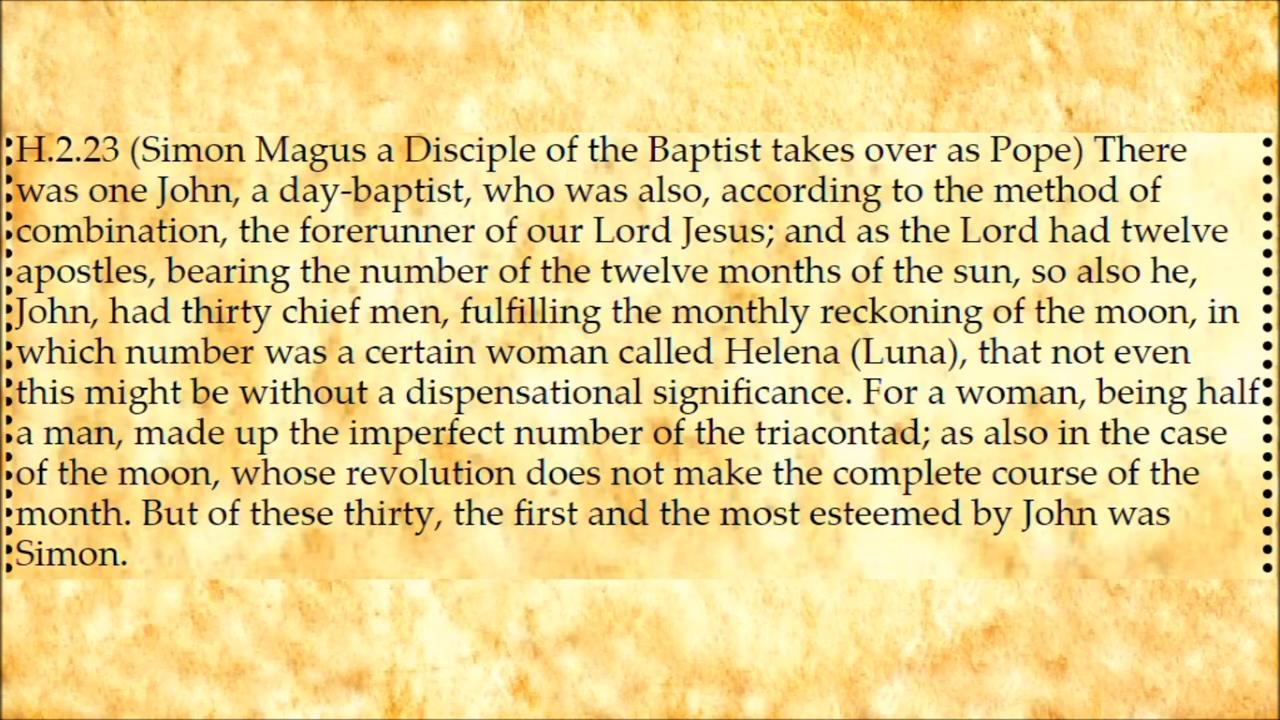 H.2.23 (Simon Magus a Disciple of the Baptist takes over as Pope) There
was one John, a day-baptist, who was also, according to the method of
combination, the forerunner of our Lord Jesus; and as the Lord had twelve
apostles, bearing the number of the twelve months of the sun, so also he,
John, had thirty chief men, fulfilling the monthly reckoning of the moon, in
which number was a certain woman called Helena (Luna), that not even
this might be without a dispensational significance. For a woman, being half
a man, made up the imperfect number of the triacontad; as also in the case
of the moon, whose revolution does not make the complete course of the
month. But of these thirty, the first and the most esteemed by John was
Simon.